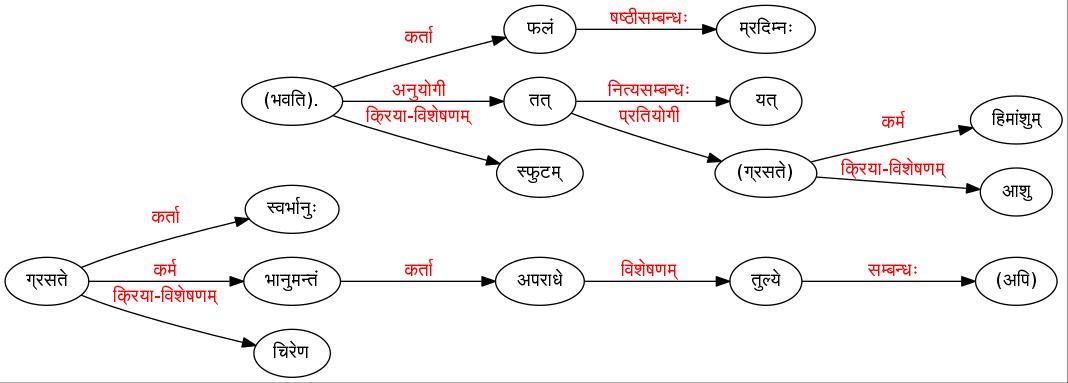 फलं
षष्ठीसम्बन्धः
म्रदिम्नः
कर्ता
(भवति).
अनुयोगी
तत्
नित्यसम्बन्धः
यत्
क्रिया-विशेषणम्
प्रतियोगी
कर्म
हिमांशुम्
स्फुटम्
(ग्रसते)
क्रिया-विशेषणम्
आशु
कर्ता
स्वर्भानुः
ग्रसते
कर्म
भानुमन्तं
कर्ता
अपराधे
विशेषणम्
तुल्ये
सम्बन्धः
(अपि)
क्रिया-विशेषणम्
चिरेण